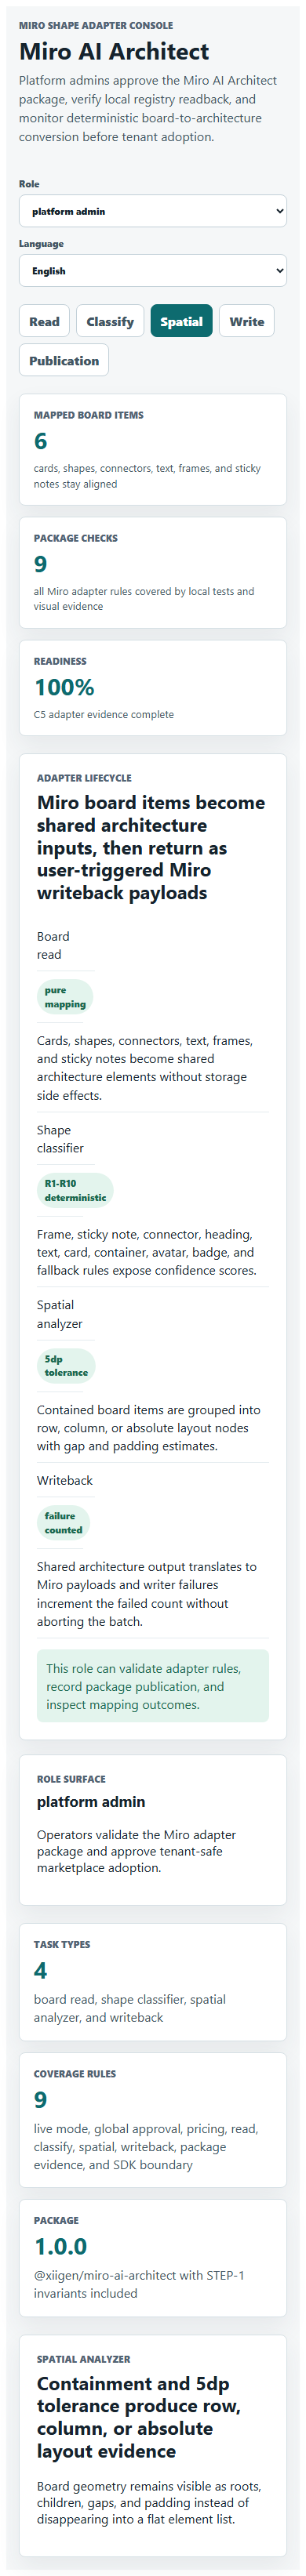 MIRO SHAPE ADAPTER CONSOLE
Miro AI Architect
Platform admins approve the Miro AI Architect
package, verify local registry readback, and
monitor deterministic board-to-architecture
conversion before tenant adoption.
Role
platform admin
Language
English
Read
Classify
Spatial
Write
Publication
MAPPED BOARD ITEMS
6
cards, shapes, connectors, text, frames, and sticky
notes stay aligned
PACKAGE CHECKS
9
all Miro adapter rules covered by local tests and
visual evidence
READINESS
100%
C5 adapter evidence complete
ADAPTER LIFECYCLE
Miro board items become
shared architecture
inputs, then return as
user-triggered Miro
writeback payloads
Board
read
pure
mapping
Cards, shapes, connectors, text, frames,
and sticky notes become shared
architecture elements without storage
side effects.
Shape
classifier
R1-R10
deterministic
Frame, sticky note, connector, heading,
text, card, container, avatar, badge, and
fallback rules expose confidence scores.
Spatial
analyzer
5dp
tolerance
Contained board items are grouped into
row, column, or absolute layout nodes
with gap and padding estimates.
Writeback
failure
counted
Shared architecture output translates to
Miro payloads and writer failures
increment the failed count without
aborting the batch.
This role can validate adapter rules,
record package publication, and
inspect mapping outcomes.
ROLE SURFACE
platform admin
Operators validate the Miro adapter
package and approve tenant-safe
marketplace adoption.
TASK TYPES
4
board read, shape classifier, spatial
analyzer, and writeback
COVERAGE RULES
9
live mode, global approval, pricing, read,
classify, spatial, writeback, package
evidence, and SDK boundary
PACKAGE
1.0.0
@xiigen/miro-ai-architect with STEP-1
invariants included
SPATIAL ANALYZER
Containment and 5dp
tolerance produce row,
column, or absolute
layout evidence
Board geometry remains visible as roots,
children, gaps, and padding instead of
disappearing into a flat element list.